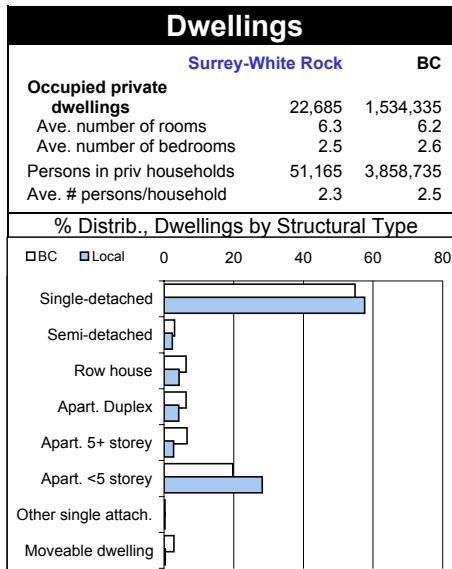 Dwellings
Surrey-White Rock BC
Occupied private
dwellings 22,685 1,534,335
Ave. number of rooms 6.3 6.2
Ave. number of bedrooms 2.5 2.6
Persons in priv households 51,165 3,858,735
Ave. # persons/household 2.3 2.5
% Distrib., Dwellings by Structural Type
BC Local 0 20 40 60 80
Single-detached
Semi-detached
Row house
Apart. Duplex
Apart. 5+ storey
Apart. <5 storey
Other single attach.
Moveable dwelling